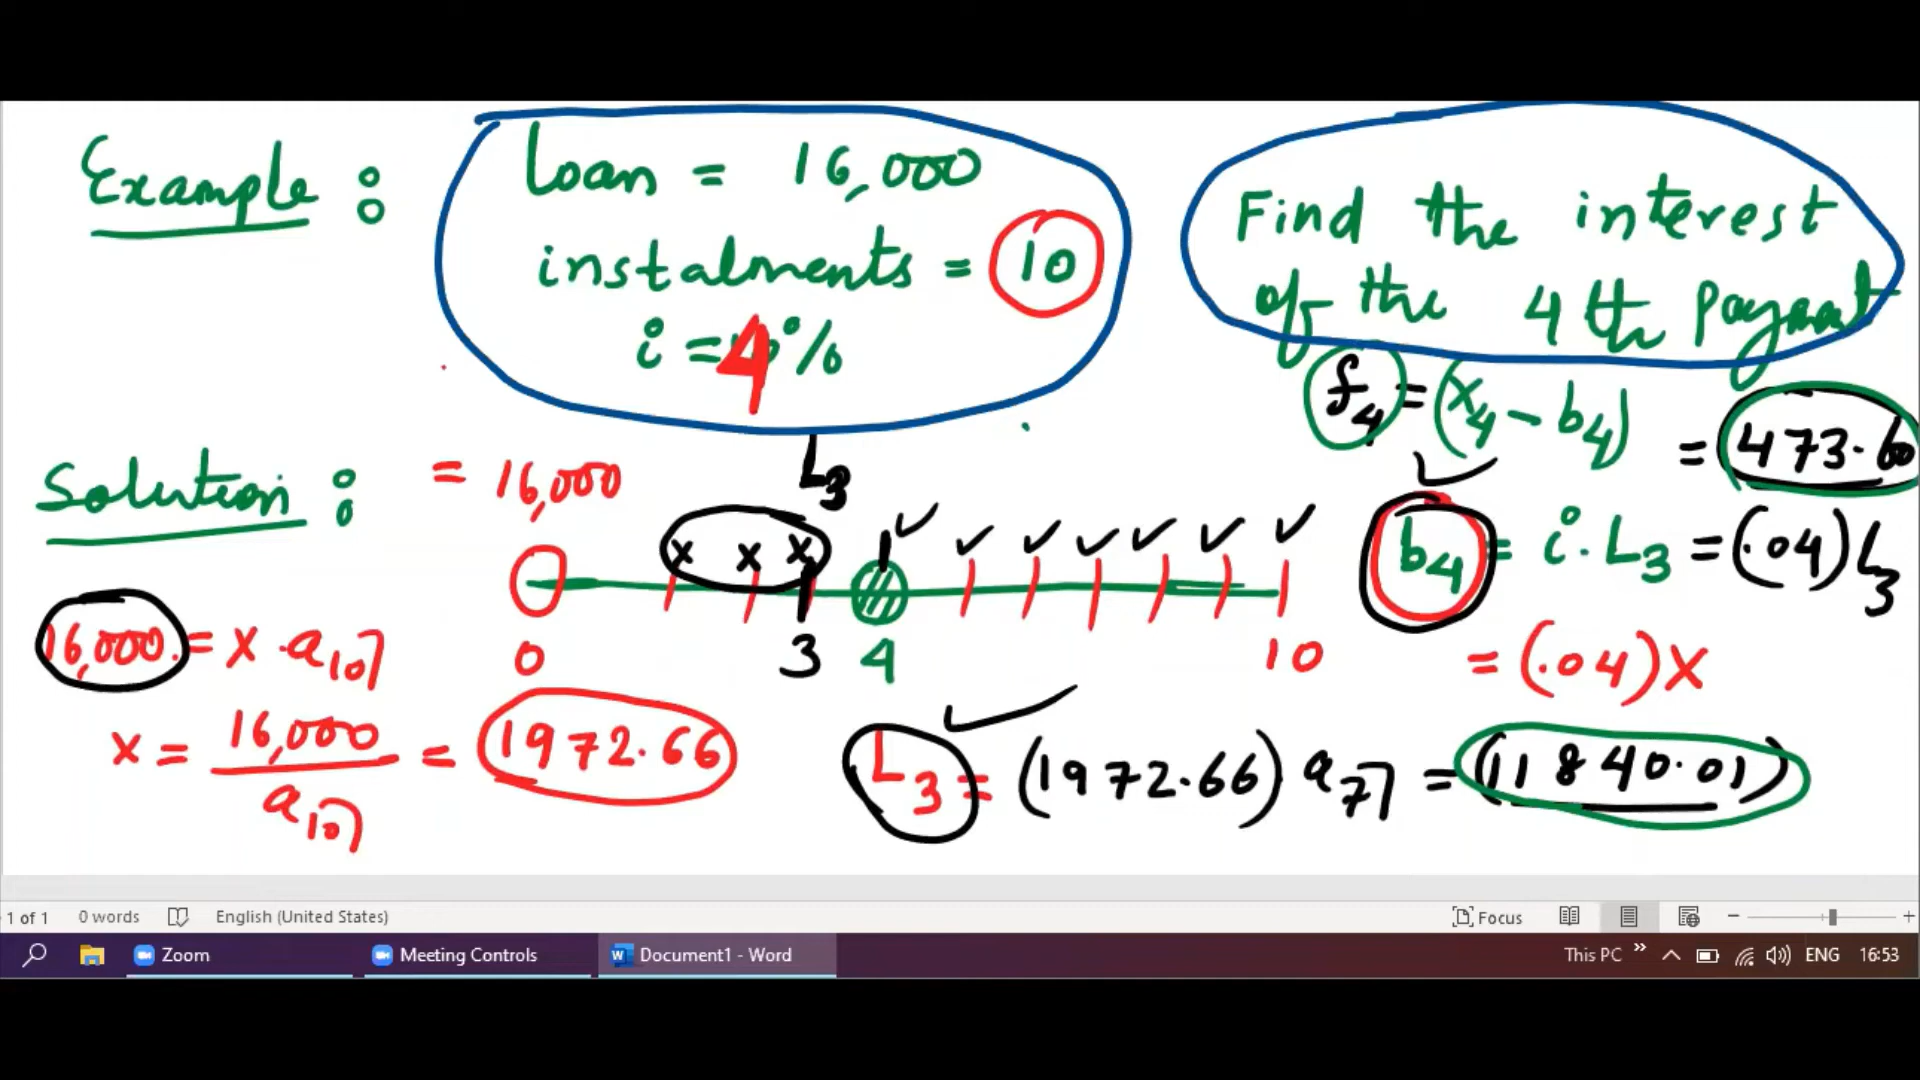 Example :
Loan = 16,000
instalments = 10
i = 4%
Find the interest
of the 4th payment
f4 = (x4 - b4)
= 473.60
Solution :
= 16,000
L3
x x x
0 3 4 10
b4 = i.L3 = (.04) L3
= (.04) x
16,000. = x . a10⌉
x = 16,000 / a10⌉ = 1972.66
L3 = (1972.66) a7⌉ = (11840.01)
1 of 1 0 words English (United States) Focus
Zoom Meeting Controls Document1 - Word This PC » ENG 16:53